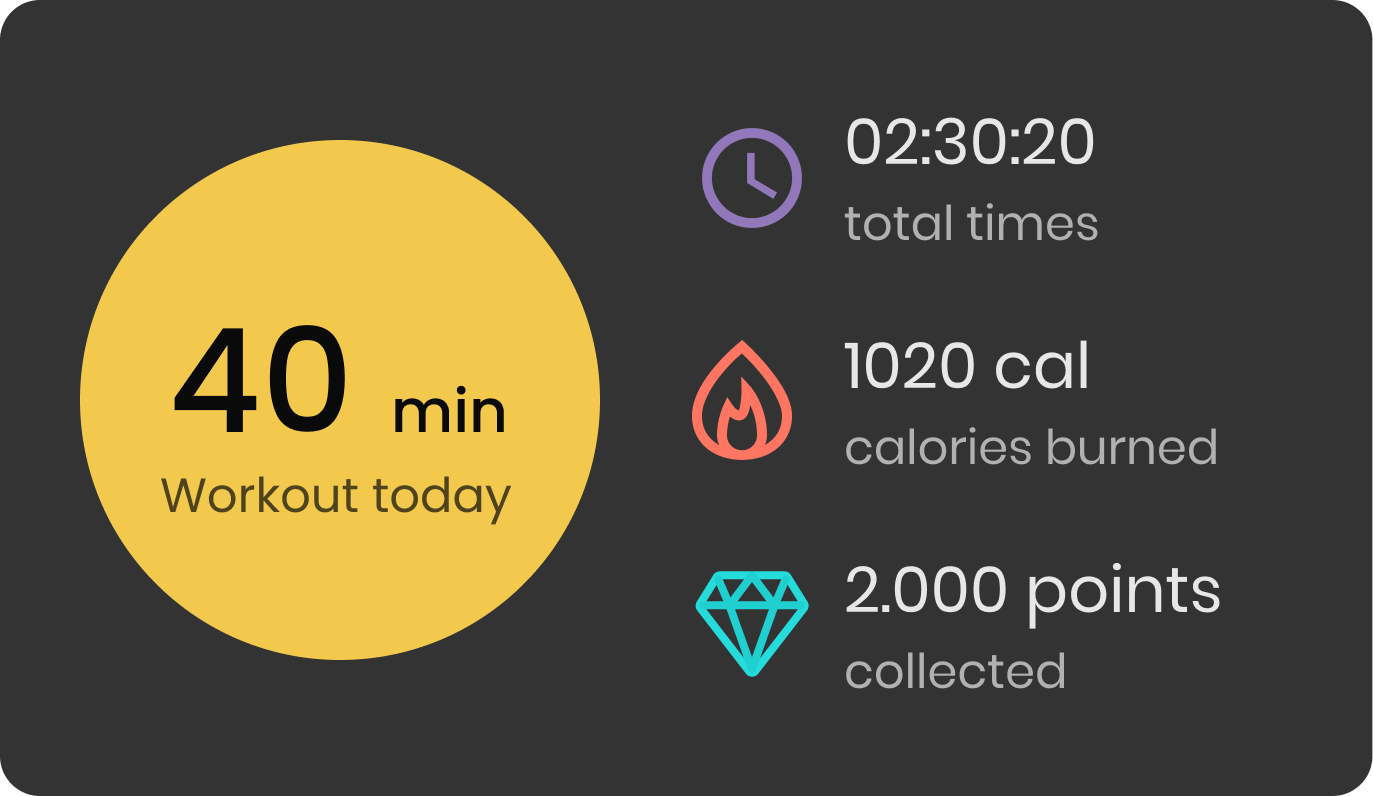 40 min
Workout today
02:30:20
total times
1020 cal
calories burned
2.000 points
collected